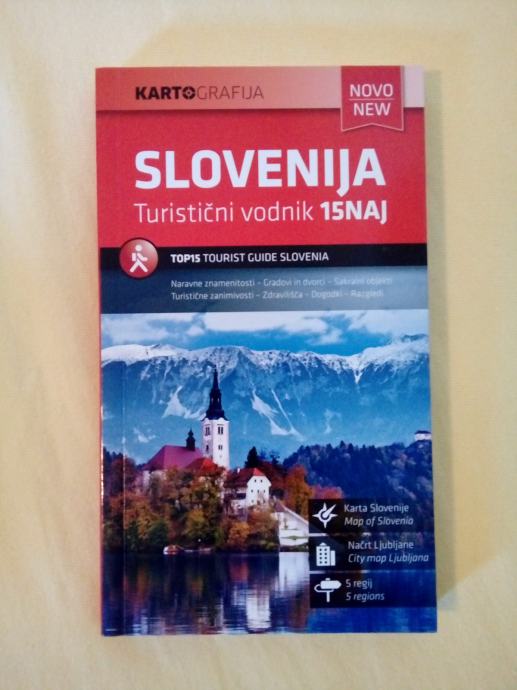 KARTOGRAFIJA
NOVO
NEW
SLOVENIJA
Turistični vodnik 15NAJ
TOP15 TOURIST GUIDE SLOVENIA
Naravne znamenitosti – Gradovi in dvorci – Sakralni objekti
Turistične zanimivosti – Zdravilišča – Dogodki – Razgledi
Karta Slovenije
Map of Slovenia
Načrt Ljubljane
City map Ljubljana
5 regij
5 regions